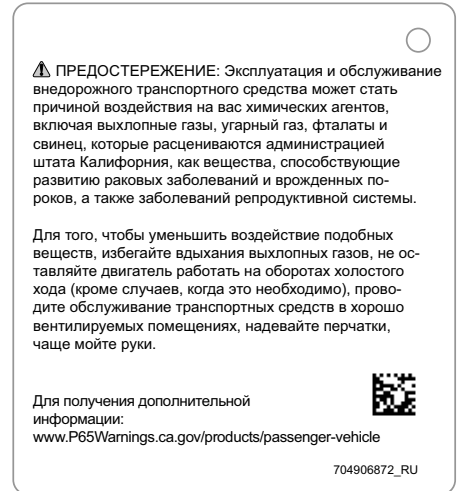 ⚠ ПРЕДОСТЕРЕЖЕНИЕ: Эксплуатация и обслуживание
внедорожного транспортного средства может стать
причиной воздействия на вас химических агентов,
включая выхлопные газы, угарный газ, фталаты и
свинец, которые расцениваются администрацией
штата Калифорния, как вещества, способствующие
развитию раковых заболеваний и врожденных по-
роков, а также заболеваний репродуктивной системы.
Для того, чтобы уменьшить воздействие подобных
веществ, избегайте вдыхания выхлопных газов, не ос-
тавляйте двигатель работать на оборотах холостого
хода (кроме случаев, когда это необходимо), прово-
дите обслуживание транспортных средств в хорошо
вентилируемых помещениях, надевайте перчатки,
чаще мойте руки.
Для получения дополнительной
информации:
www.P65Warnings.ca.gov/products/passenger-vehicle
704906872_RU